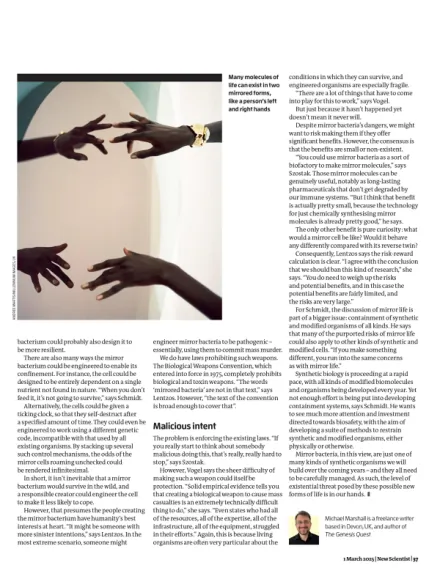 Many molecules of
life can exist in two
mirrored forms,
like a person's left
and right hands
bacterium could probably also design it to
be more resilient.
There are also many ways the mirror
bacterium could be engineered to enable its
confinement. For instance, the cell could be
designed to be entirely dependent on a single
nutrient not found in nature. "When you don't
feed it, it's not going to survive," says Schmidt.
Alternatively, the cells could be given a
ticking clock, so that they self-destruct after
a specified amount of time. They could even be
engineered to work using a different genetic
code, incompatible with that used by all
existing organisms. By stacking up several
such control mechanisms, the odds of the
mirror cells roaming unchecked could
be rendered infinitesimal.
In short, it isn't inevitable that a mirror
bacterium would survive in the wild, and
a responsible creator could engineer the cell
to make it less likely to cope.
However, that presumes the people creating
the mirror bacterium have humanity's best
interests at heart. "It might be someone with
more sinister intentions," says Lentzos. In the
most extreme scenario, someone might
engineer mirror bacteria to be pathogenic –
essentially, using them to commit mass murder.
We do have laws prohibiting such weapons.
The Biological Weapons Convention, which
entered into force in 1975, completely prohibits
biological and toxin weapons. "The words
'mirrored bacteria' are not in that text," says
Lentzos. However, "the text of the convention
is broad enough to cover that".
Malicious intent
The problem is enforcing the existing laws. "If
you really start to think about somebody
malicious doing this, that's really, really hard to
stop," says Szostak.
However, Vogel says the sheer difficulty of
making such a weapon could itself be
protection. "Solid empirical evidence tells you
that creating a biological weapon to cause mass
casualties is an extremely technically difficult
thing to do," she says. "Even states who had all
of the resources, all of the expertise, all of the
infrastructure, all of the equipment, struggled
in their efforts." Again, this is because living
organisms are often very particular about the
conditions in which they can survive, and
engineered organisms are especially fragile.
"There are a lot of things that have to come
into play for this to work," says Vogel.
But just because it hasn't happened yet
doesn't mean it never will.
Despite mirror bacteria's dangers, we might
want to risk making them if they offer
significant benefits. However, the consensus is
that the benefits are small or non-existent.
"You could use mirror bacteria as a sort of
biofactory to make mirror molecules," says
Szostak. Those mirror molecules can be
genuinely useful, notably as long-lasting
pharmaceuticals that don't get degraded by
our immune systems. "But I think that benefit
is actually pretty small, because the technology
for just chemically synthesising mirror
molecules is already pretty good," he says.
The only other benefit is pure curiosity: what
would a mirror cell be like? Would it behave
any differently compared with its reverse twin?
Consequently, Lentzos says the risk-reward
calculation is clear. "I agree with the conclusion
that we should ban this kind of research," she
says. "You do need to weigh up the risks
and potential benefits, and in this case the
potential benefits are fairly limited, and
the risks are very large."
For Schmidt, the discussion of mirror life is
part of a bigger issue: containment of synthetic
and modified organisms of all kinds. He says
that many of the purported risks of mirror life
could also apply to other kinds of synthetic and
modified cells. "If you make something
different, you run into the same concerns
as with mirror life."
Synthetic biology is proceeding at a rapid
pace, with all kinds of modified biomolecules
and organisms being developed every year. Yet
not enough effort is being put into developing
containment systems, says Schmidt. He wants
to see much more attention and investment
directed towards biosafety, with the aim of
developing a suite of methods to restrain
synthetic and modified organisms, either
physically or otherwise.
Mirror bacteria, in this view, are just one of
many kinds of synthetic organisms we will
build over the coming years – and they all need
to be carefully managed. As such, the level of
existential threat posed by these possible new
forms of life is in our hands.
Michael Marshall is a freelance writer
based in Devon, UK, and author of
The Genesis Quest
1 March 2025 | New Scientist | 37